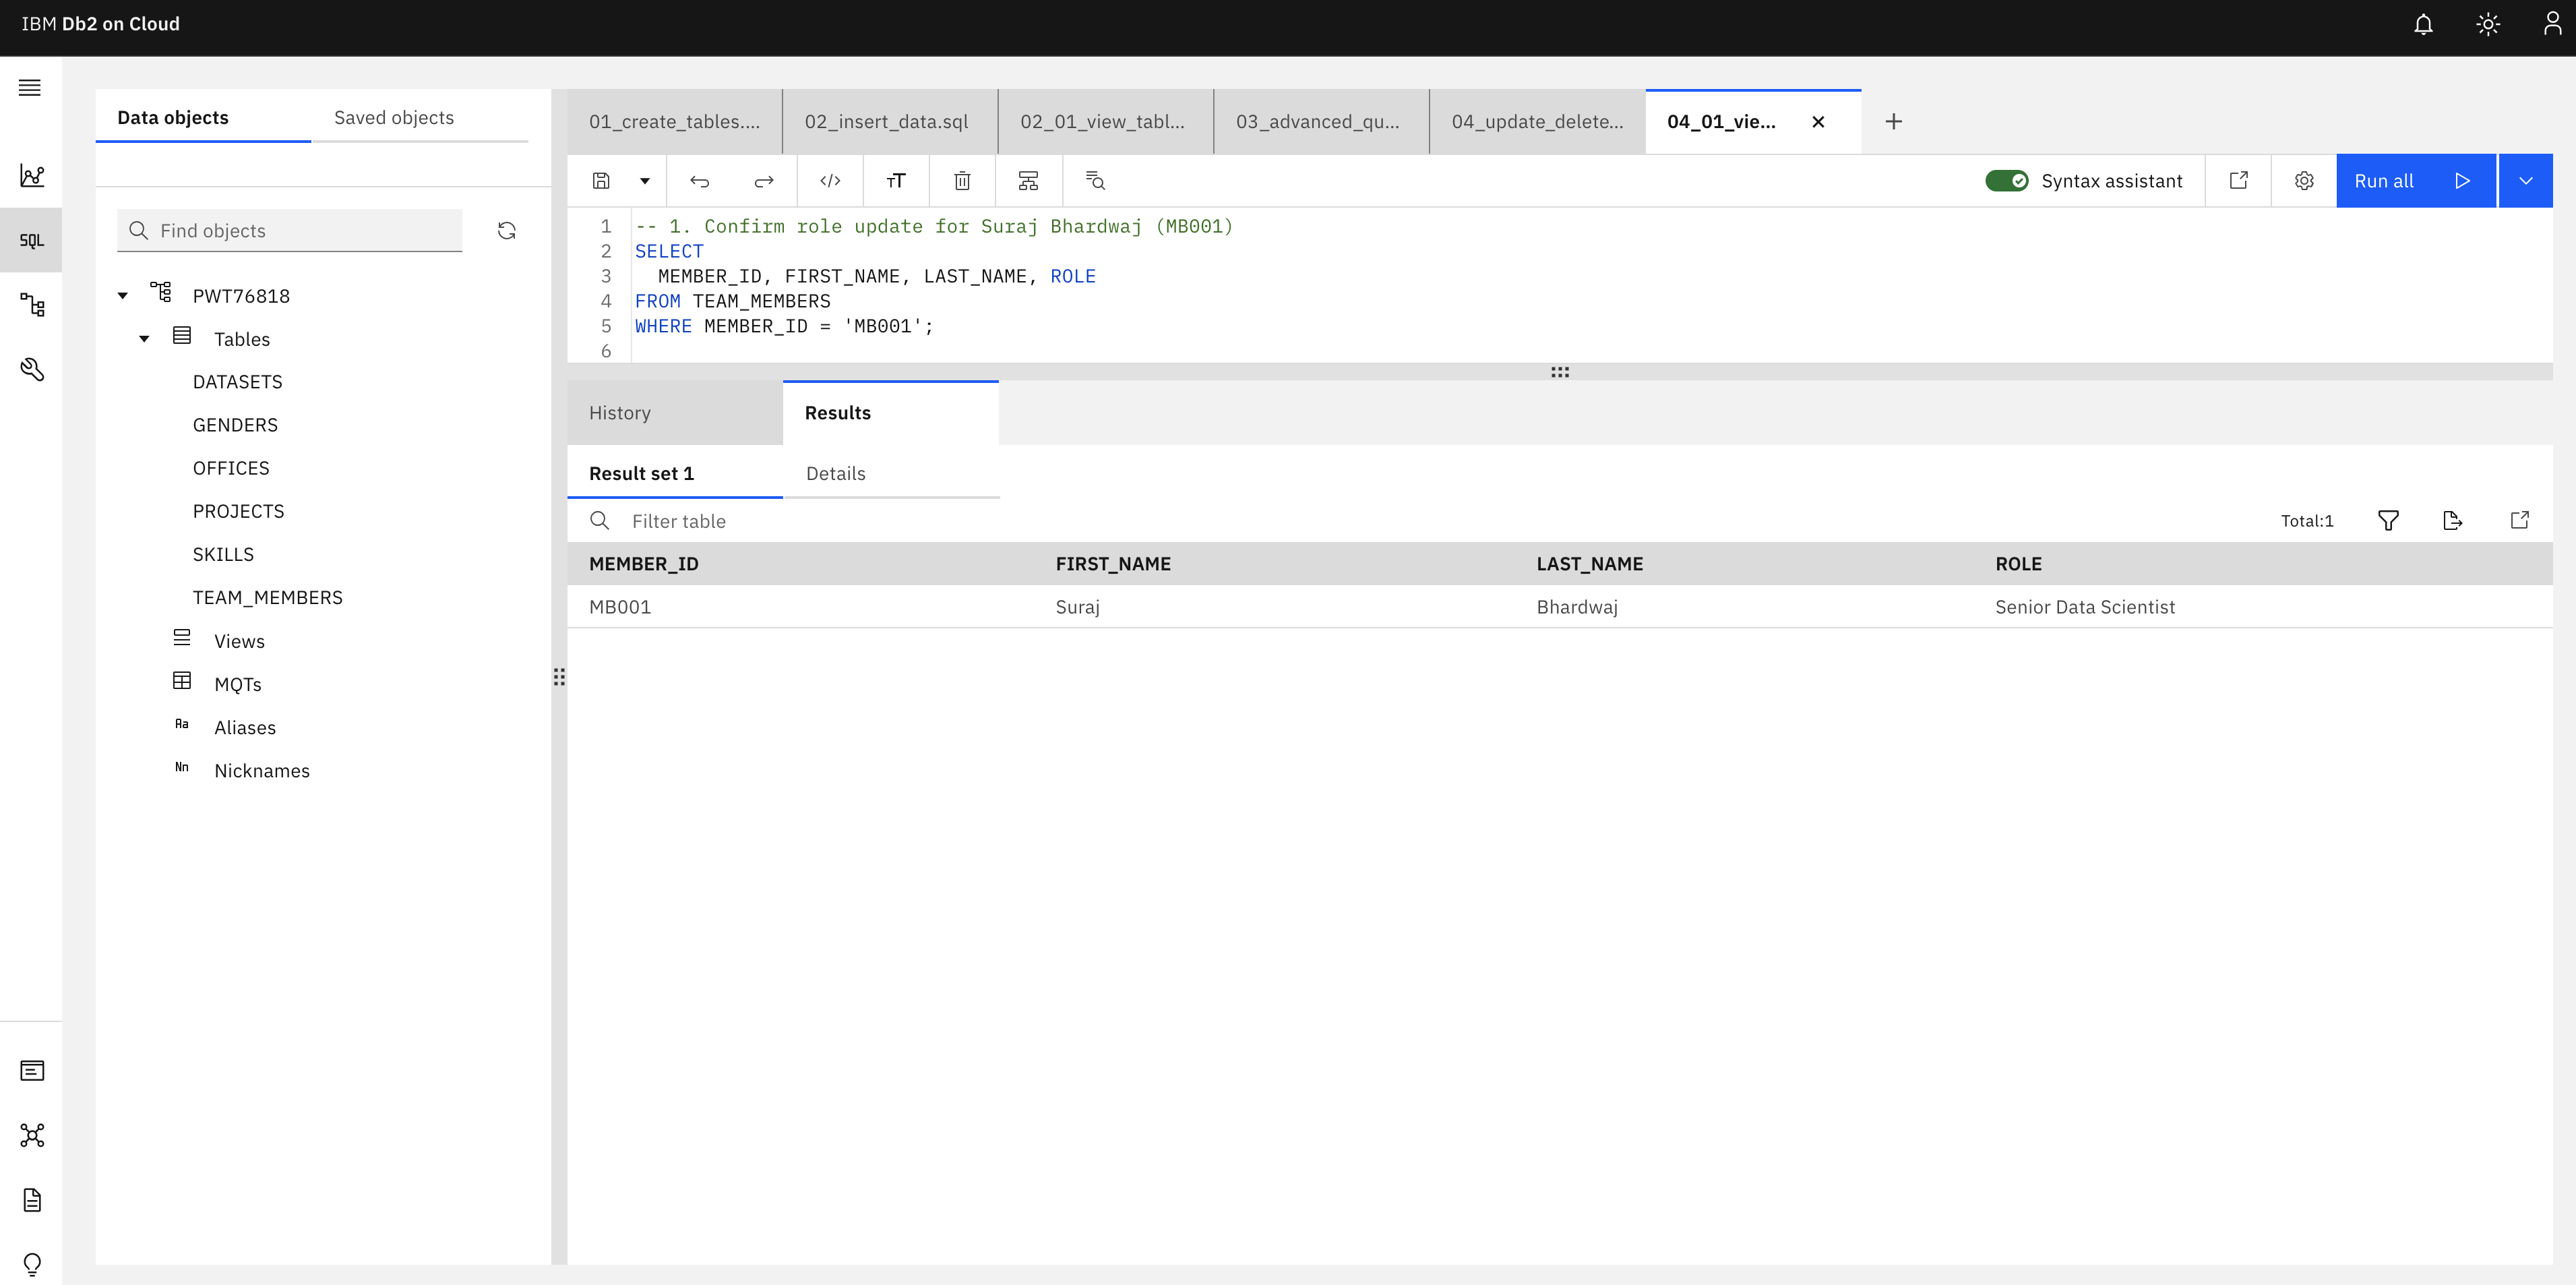 IBM Db2 on Cloud
Data objects
Saved objects
Find objects
PWT76818
Tables
DATASETS
GENDERS
OFFICES
PROJECTS
SKILLS
TEAM_MEMBERS
Views
MQTs
Aa Aliases
Nn Nicknames
SQL
01_create_tables....
02_insert_data.sql
02_01_view_tabl...
03_advanced_qu...
04_update_delete...
04_01_vie...
Syntax assistant
Run all
1 -- 1. Confirm role update for Suraj Bhardwaj (MB001)
2 SELECT
3 MEMBER_ID, FIRST_NAME, LAST_NAME, ROLE
4 FROM TEAM_MEMBERS
5 WHERE MEMBER_ID = 'MB001';
6
History
Results
Result set 1
Details
Filter table
Total:1
MEMBER_ID FIRST_NAME LAST_NAME ROLE
MB001 Suraj Bhardwaj Senior Data Scientist